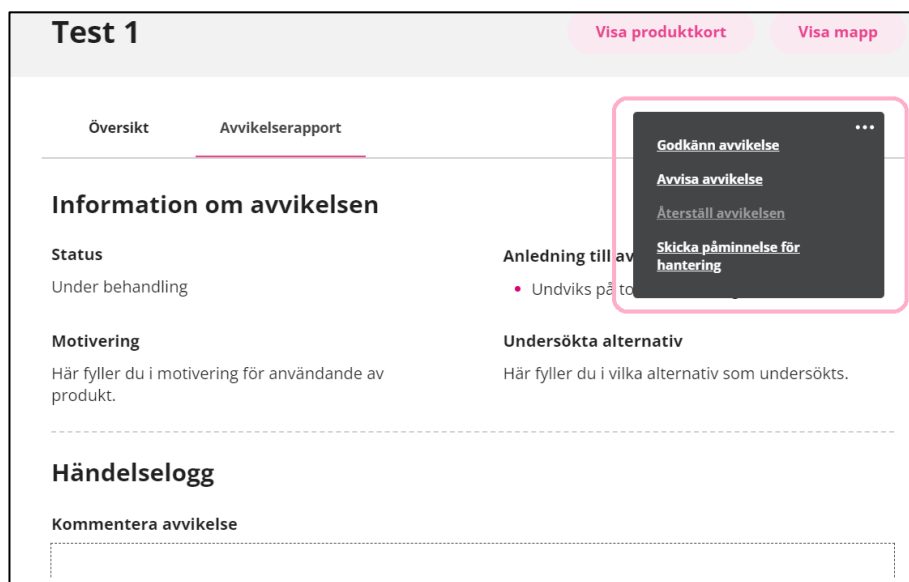 Test 1
Visa produktkort
Visa mapp
Översikt
Avvikelserapport
Godkänn avvikelse
Avvisa avvikelse
Återställ avvikelsen
Skicka påminnelse för
hantering
Information om avvikelsen
Status
Under behandling
Anledning till av
Undviks på to
Motivering
Här fyller du i motivering för användande av
produkt.
Undersökta alternativ
Här fyller du i vilka alternativ som undersökts.
Händelselogg
Kommentera avvikelse